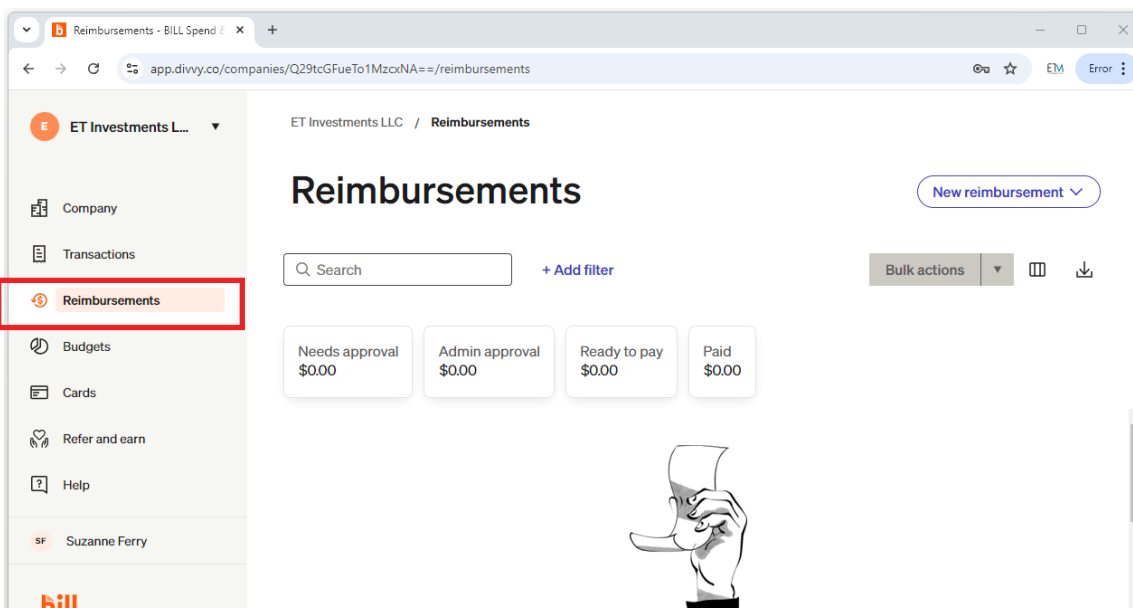 Reimbursements - BILL Spend &
app.divvy.co/companies/Q29tcGFueTo1MzcxNA==/reimbursements
EM
Error
E
ET Investments L...
Company
Transactions
Reimbursements
Budgets
Cards
Refer and earn
Help
SF
Suzanne Ferry
bill
ET Investments LLC / Reimbursements
Reimbursements
New reimbursement
Search
+ Add filter
Bulk actions
Needs approval
$0.00
Admin approval
$0.00
Ready to pay
$0.00
Paid
$0.00